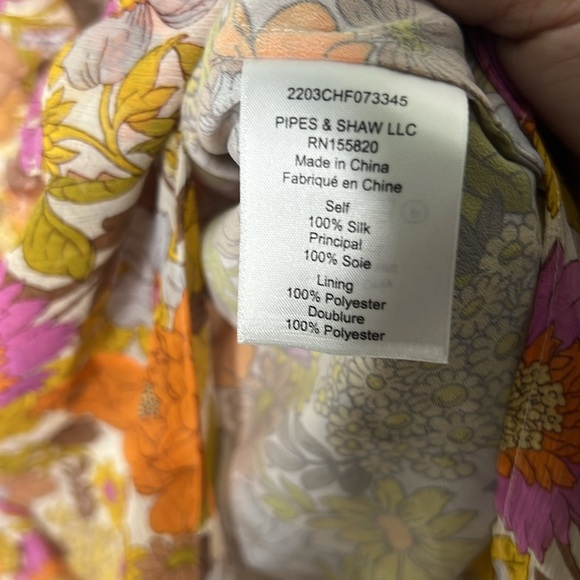 2203CHF073345
PIPES & SHAW LLC
RN155820
Made in China
Fabriqué en Chine
Self
100% Silk
Principal
100% Soie
Lining
100% Polyester
Doublure
100% Polyester